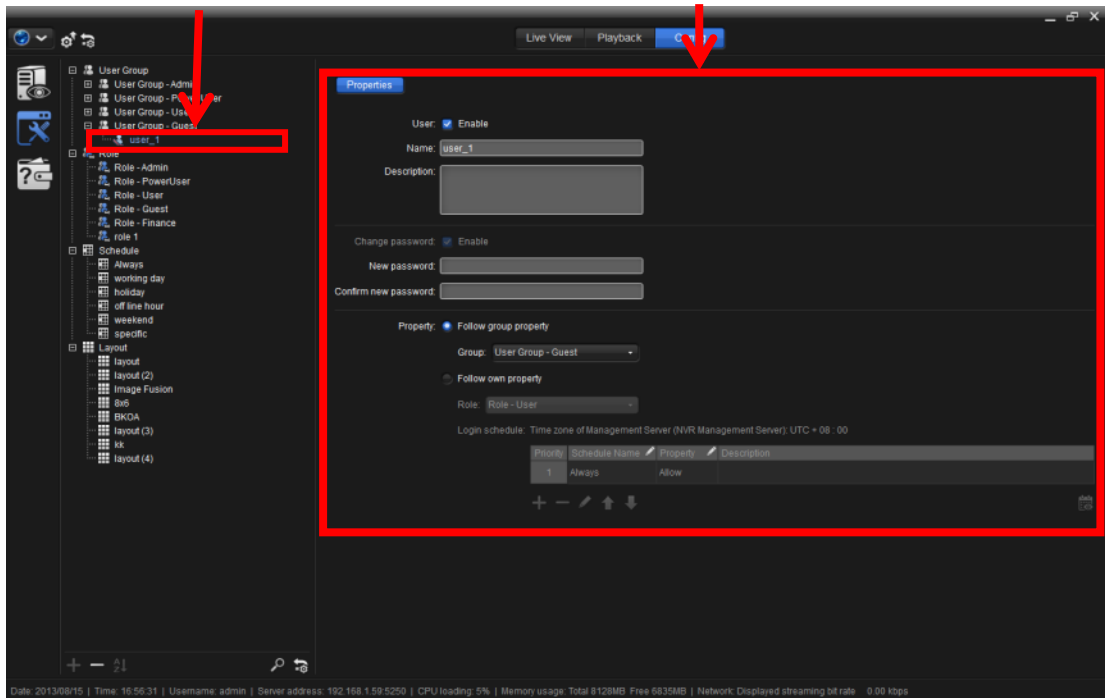 Live View Playback
User Group
User Group - Admin
User Group - PowerUser
User Group - User
User Group - Guest
user_1
Role
Role - Admin
Role - PowerUser
Role - User
Role - Guest
Role - Finance
role 1
Schedule
Always
working day
holiday
off line hour
weekend
specific
Layout
layout
layout (2)
Image Fusion
8x6
BKOA
layout (3)
kk
layout (4)
Properties
User: Enable
Name: user_1
Description:
Change password: Enable
New password:
Confirm new password:
Property: Follow group property
Group: User Group - Guest
Follow own property
Role: Role - User
Login schedule: Time zone of Management Server (NVR Management Server): UTC + 08 : 00
Priority Schedule Name Property Description
1 Always Allow
Date: 2013/08/15 | Time: 16:56:31 | Username: admin | Server address: 192.168.1.59:5250 | CPU loading: 5% | Memory usage: Total 8128MB Free 6835MB | Network: Displayed streaming bit rate 0.00 kbps